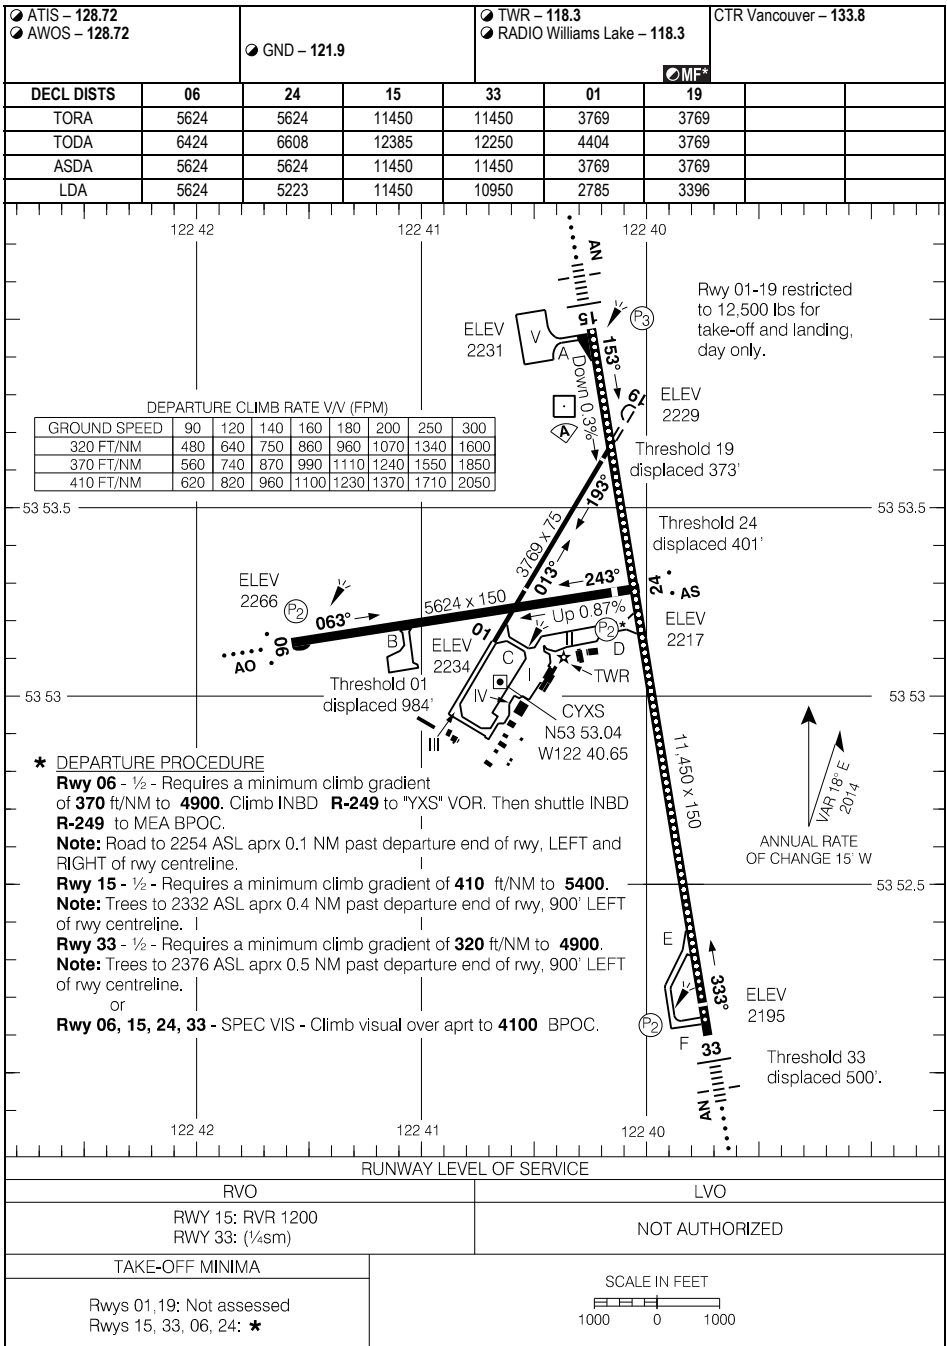 ATIS – 128.72
AWOS – 128.72
GND – 121.9
TWR – 118.3
RADIO Williams Lake – 118.3
MF*
CTR Vancouver – 133.8
DECL DISTS 06 24 15 33 01 19
TORA 5624 5624 11450 11450 3769 3769
TODA 6424 6608 12385 12250 4404 3769
ASDA 5624 5624 11450 11450 3769 3769
LDA 5624 5223 11450 10950 2785 3396
122 42 122 41 122 40
AN
Rwy 01-19 restricted
to 12,500 lbs for
take-off and landing,
day only.
15
P3
ELEV
2231
V
A
153°
Down 0.3%
19
ELEV
2229
A
Threshold 19
displaced 373'
DEPARTURE CLIMB RATE V/V (FPM)
GROUND SPEED 90 120 140 160 180 200 250 300
320 FT/NM 480 640 750 860 960 1070 1340 1600
370 FT/NM 560 740 870 990 1110 1240 1550 1850
410 FT/NM 620 820 960 1100 1230 1370 1710 2050
53 53.5 53 53.5
193°
3769 x 75
013°
Threshold 24
displaced 401'
ELEV
2266
P2
063°
5624 x 150
243°
24
AS
Up 0.87%
06
AO
B
01
ELEV
2234
P2 *
D
ELEV
2217
C
I
TWR
Threshold 01
displaced 984'
IV
III
CYXS
N53 53.04
W122 40.65
53 53 53 53
11,450 x 150
VAR 18° E
2014
ANNUAL RATE
OF CHANGE 15' W
* DEPARTURE PROCEDURE
Rwy 06 - ½ - Requires a minimum climb gradient
of 370 ft/NM to 4900. Climb INBD R-249 to "YXS" VOR. Then shuttle INBD
R-249 to MEA BPOC.
Note: Road to 2254 ASL aprx 0.1 NM past departure end of rwy, LEFT and
RIGHT of rwy centreline.
Rwy 15 - ½ - Requires a minimum climb gradient of 410 ft/NM to 5400.
Note: Trees to 2332 ASL aprx 0.4 NM past departure end of rwy, 900' LEFT
of rwy centreline.
Rwy 33 - ½ - Requires a minimum climb gradient of 320 ft/NM to 4900.
Note: Trees to 2376 ASL aprx 0.5 NM past departure end of rwy, 900' LEFT
of rwy centreline.
or
Rwy 06, 15, 24, 33 - SPEC VIS - Climb visual over aprt to 4100 BPOC.
53 52.5
E
333°
ELEV
2195
P2
F
33
Threshold 33
displaced 500'.
AN
122 42 122 41 122 40
RUNWAY LEVEL OF SERVICE
RVO LVO
RWY 15: RVR 1200
RWY 33: (¼sm)
NOT AUTHORIZED
TAKE-OFF MINIMA
Rwys 01,19: Not assessed
Rwys 15, 33, 06, 24: *
SCALE IN FEET
1000 0 1000